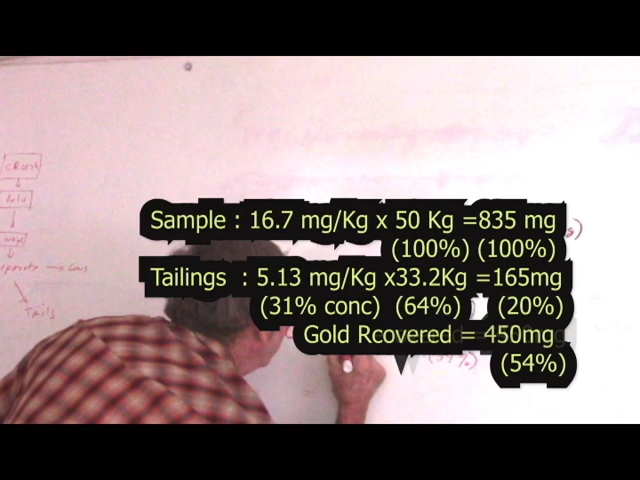 Sample : 16.7 mg/Kg x 50 Kg =835 mg
(100%) (100%)
Tailings : 5.13 mg/Kg x33.2Kg =165mg
(31% conc) (64%) (20%)
Gold Rcovered = 450mg
(54%)
CRush
Tails